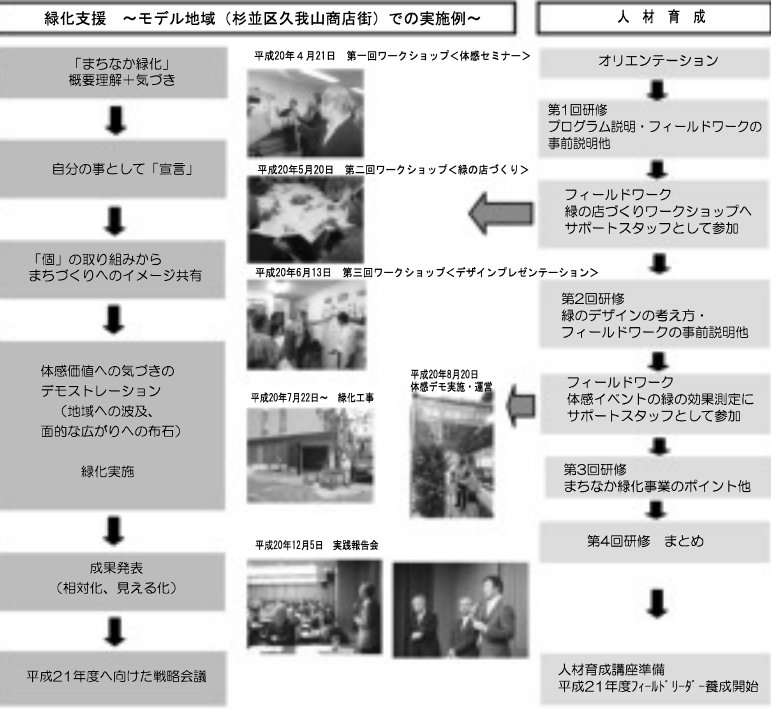 緑化支援　～モデル地域（杉並区久我山商店街）での実施例～
「まちなか緑化」
概要理解＋気づき
自分の事として「宣言」
「個」の取り組みから
まちづくりへのイメージ共有
体感価値への気づきの
デモストレーション
（地域への波及、
面的な広がりへの布石）
緑化実施
成果発表
（相対化、見える化）
平成21年度へ向けた戦略会議
平成20年４月21日　第一回ワークショップ＜体感セミナー＞
平成20年5月20日　第二回ワークショップ＜緑の店づくり＞
平成20年6月13日　第三回ワークショップ＜デザインプレゼンテーション＞
平成20年7月22日～　緑化工事
平成20年8月20日
体感デモ実施・運営
平成20年12月5日　実践報告会
人　材　育　成
オリエンテーション
第1回研修
プログラム説明・フィールドワークの
事前説明他
フィールドワーク
緑の店づくりワークショップへ
サポートスタッフとして参加
第2回研修
緑のデザインの考え方・
フィールドワークの事前説明他
フィールドワーク
体感イベントの緑の効果測定に
サポートスタッフとして参加
第3回研修
まちなか緑化事業のポイント他
第4回研修　まとめ
人材育成講座準備
平成21年度ﾌｨｰﾙﾄﾞﾘｰﾀﾞｰ養成開始